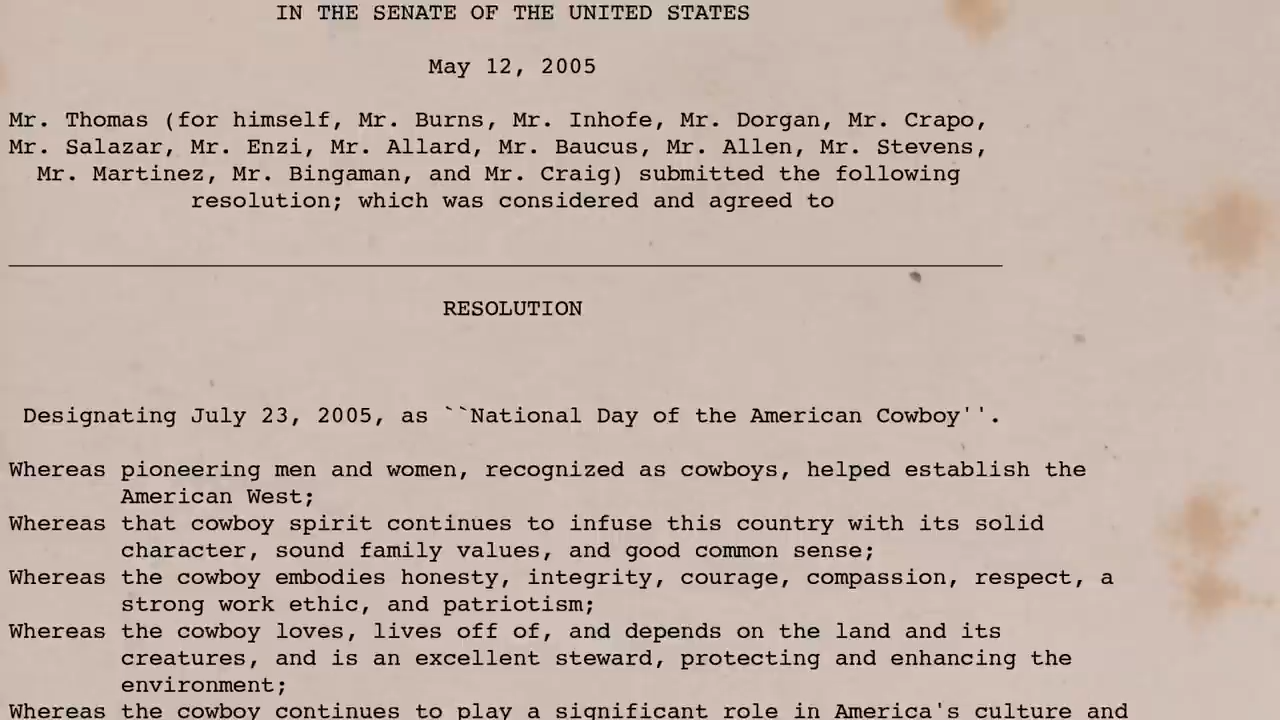 IN THE SENATE OF THE UNITED STATES
May 12, 2005
Mr. Thomas (for himself, Mr. Burns, Mr. Inhofe, Mr. Dorgan, Mr. Crapo,
Mr. Salazar, Mr. Enzi, Mr. Allard, Mr. Baucus, Mr. Allen, Mr. Stevens,
Mr. Martinez, Mr. Bingaman, and Mr. Craig) submitted the following
resolution; which was considered and agreed to
RESOLUTION
Designating July 23, 2005, as ``National Day of the American Cowboy''.
Whereas pioneering men and women, recognized as cowboys, helped establish the
American West;
Whereas that cowboy spirit continues to infuse this country with its solid
character, sound family values, and good common sense;
Whereas the cowboy embodies honesty, integrity, courage, compassion, respect, a
strong work ethic, and patriotism;
Whereas the cowboy loves, lives off of, and depends on the land and its
creatures, and is an excellent steward, protecting and enhancing the
environment;
Whereas the cowboy continues to play a significant role in America's culture and